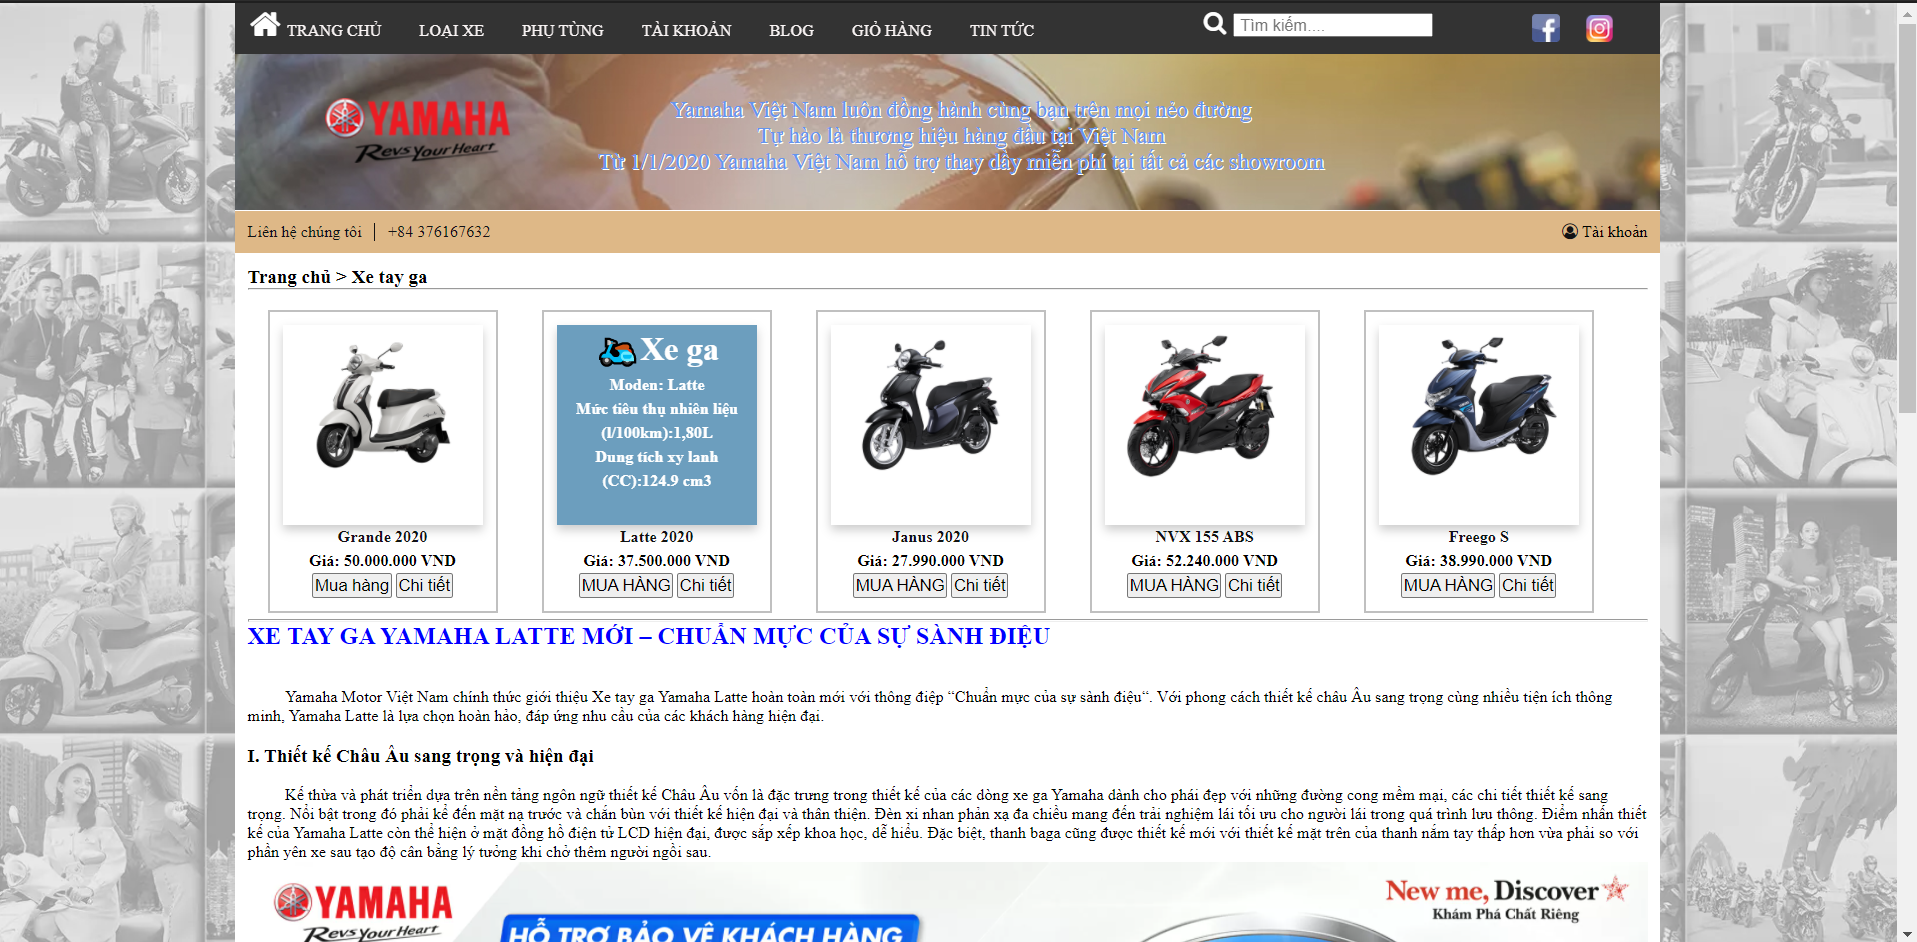 TRANG CHỦ LOẠI XE PHỤ TÙNG TÀI KHOẢN BLOG GIỎ HÀNG TIN TỨC Tìm kiếm....
YAMAHA
Revs Your Heart
Yamaha Việt Nam luôn đồng hành cùng bạn trên mọi nẻo đường
Tự hào là thương hiệu hàng đầu tại Việt Nam
Từ 1/1/2020 Yamaha Việt Nam hỗ trợ thay dầy miễn phí tại tất cả các showroom
Liên hệ chúng tôi | +84 376167632 Tài khoản
Trang chủ > Xe tay ga
Xe ga
Moden: Latte
Mức tiêu thụ nhiên liệu
(l/100km):1,80L
Dung tích xy lanh
(CC):124.9 cm3
Grande 2020 Latte 2020 Janus 2020 NVX 155 ABS Freego S
Giá: 50.000.000 VND Giá: 37.500.000 VND Giá: 27.990.000 VND Giá: 52.240.000 VND Giá: 38.990.000 VND
Mua hàng Chi tiết MUA HÀNG Chi tiết MUA HÀNG Chi tiết MUA HÀNG Chi tiết MUA HÀNG Chi tiết
XE TAY GA YAMAHA LATTE MỚI – CHUẨN MỰC CỦA SỰ SÀNH ĐIỆU
Yamaha Motor Việt Nam chính thức giới thiệu Xe tay ga Yamaha Latte hoàn toàn mới với thông điệp “Chuẩn mực của sự sành điệu“. Với phong cách thiết kế châu Âu sang trọng cùng nhiều tiện ích thông
minh, Yamaha Latte là lựa chọn hoàn hảo, đáp ứng nhu cầu của các khách hàng hiện đại.
I. Thiết kế Châu Âu sang trọng và hiện đại
Kế thừa và phát triển dựa trên nền tảng ngôn ngữ thiết kế Châu Âu vốn là đặc trưng trong thiết kế của các dòng xe ga Yamaha dành cho phái đẹp với những đường cong mềm mại, các chi tiết thiết kế sang
trọng. Nổi bật trong đó phải kể đến mặt nạ trước và chắn bùn với thiết kế hiện đại và thân thiện. Đèn xi nhan phản xạ đa chiều mang đến trải nghiệm lái tối ưu cho người lái trong quá trình lưu thông. Điểm nhấn thiết
kế của Yamaha Latte còn thể hiện ở mặt đồng hồ điện tử LCD hiện đại, được sắp xếp khoa học, dễ hiểu. Đặc biệt, thanh baga cũng được thiết kế mới với thiết kế mặt trên của thanh nắm tay thấp hơn vừa phải so với
phần yên xe sau tạo độ cân bằng lý tưởng khi chở thêm người ngồi sau.
YAMAHA
Revs Your Heart
HỖ TRỢ BẢO VỆ KHÁCH HÀNG
New me, Discover
Khám Phá Chất Riêng